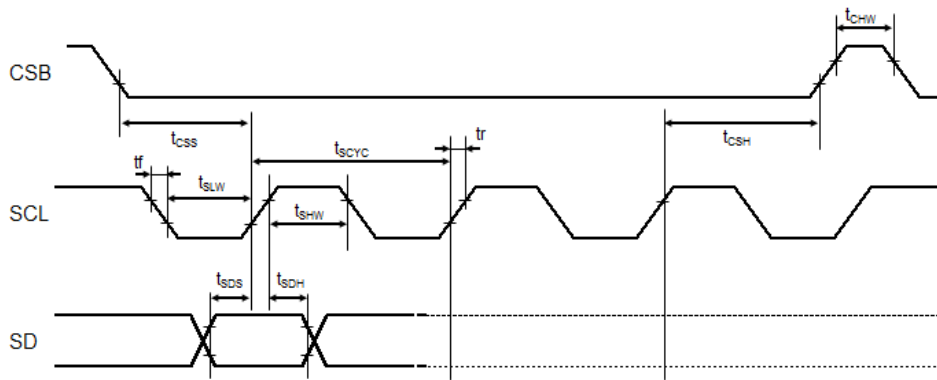 tCHW
CSB
tCSS
tCSH
tSCYC
tr
tf
tSLW
SCL
tSHW
tSDS
tSDH
SD